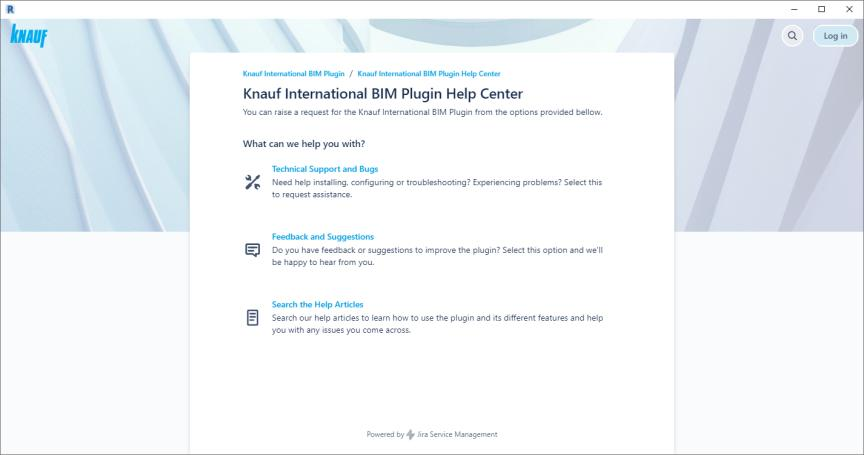 R
KNAUF
Log in
Knauf International BIM Plugin / Knauf International BIM Plugin Help Center
Knauf International BIM Plugin Help Center
You can raise a request for the Knauf International BIM Plugin from the options provided bellow.
What can we help you with?
Technical Support and Bugs
Need help installing, configuring or troubleshooting? Experiencing problems? Select this
to request assistance.
Feedback and Suggestions
Do you have feedback or suggestions to improve the plugin? Select this option and we'll
be happy to hear from you.
Search the Help Articles
Search our help articles to learn how to use the plugin and its different features and help
you with any issues you come across.
Powered by Jira Service Management